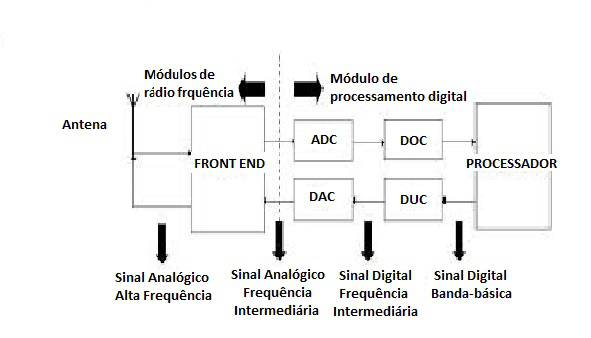 Módulos de
rádio frquência
Módulo de
processamento digital
Antena
FRONT END
ADC
DOC
PROCESSADOR
DAC
DUC
Sinal Analógico
Alta Frequência
Sinal Analógico
Frequência
Intermediária
Sinal Digital
Frequência
Intermediária
Sinal Digital
Banda-básica